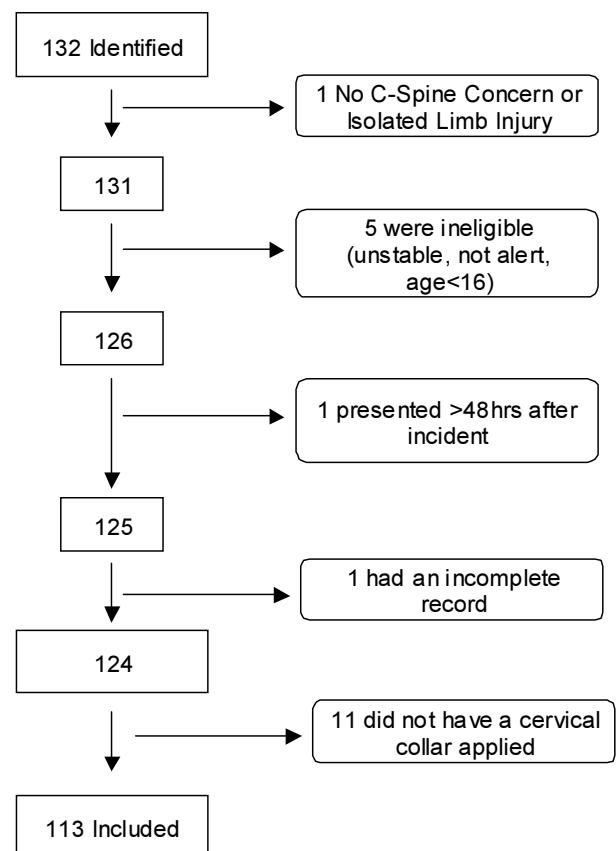 132 Identified
1 No C-Spine Concern or
Isolated Limb Injury
131
5 were ineligible
(unstable, not alert,
age<16)
126
1 presented >48hrs after
incident
125
1 had an incomplete
record
124
11 did not have a cervical
collar applied
113 Included